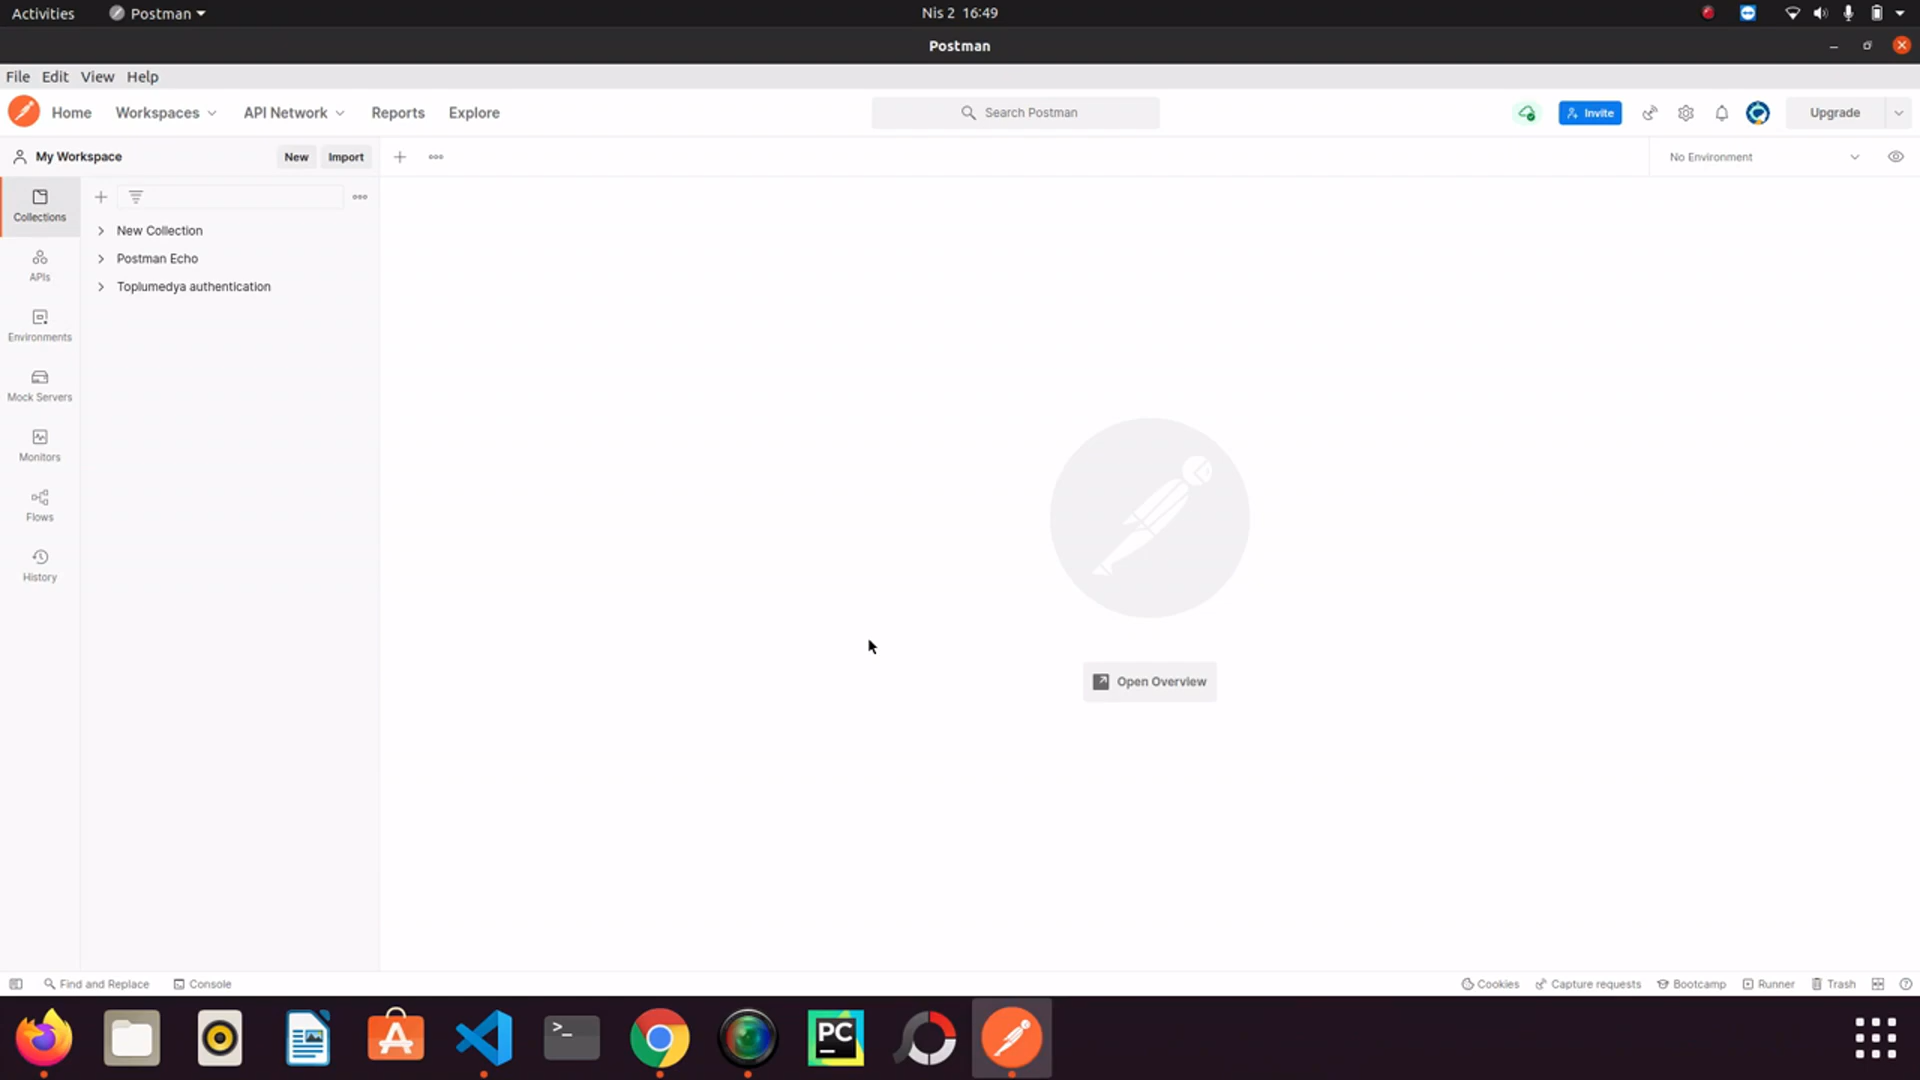 Activities
Postman
Nis 2 16:49
Postman
File Edit View Help
Home
Workspaces
API Network
Reports
Explore
Search Postman
Invite
Upgrade
My Workspace
New
Import
No Environment
Collections
New Collection
Postman Echo
APIs
Toplumedya authentication
Environments
Mock Servers
Monitors
Flows
History
Open Overview
Find and Replace
Console
Cookies
Capture requests
Bootcamp
Runner
Trash
>_
PC